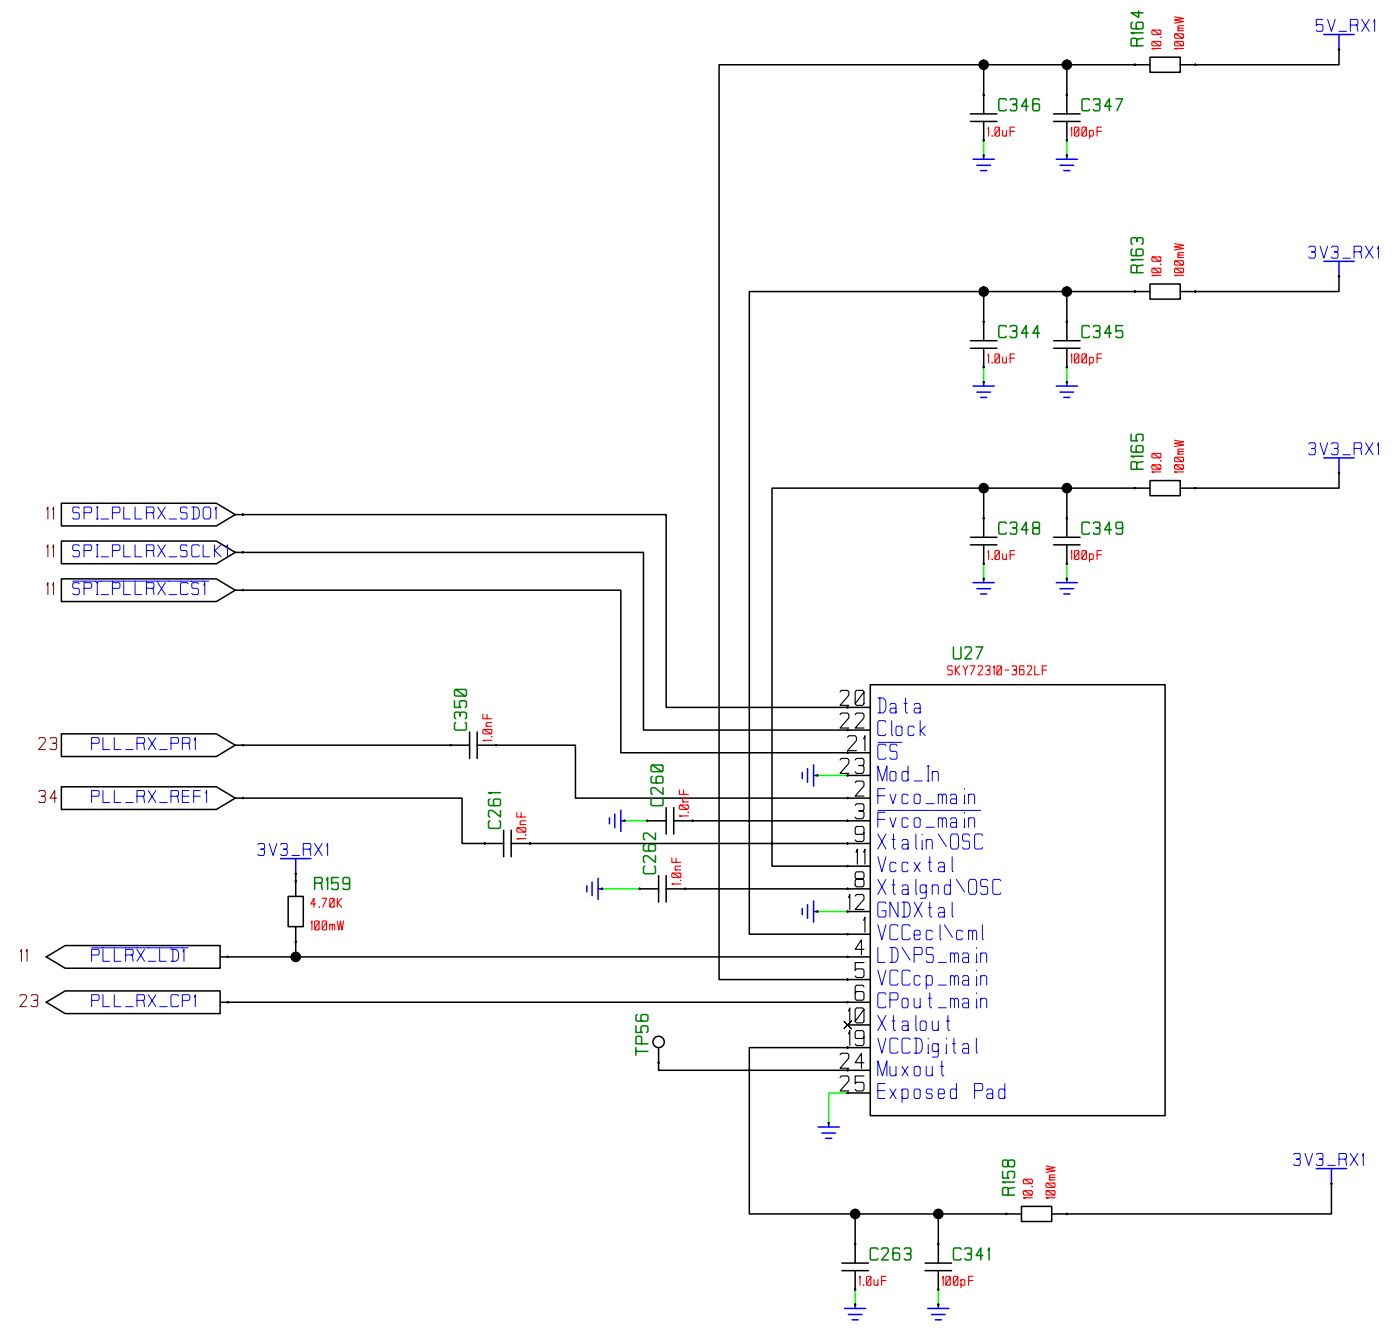 R164
10.0
100mW
5V_RX1
C346
1.0uF
C347
100pF
R163
10.0
100mW
3V3_RX1
C344
1.0uF
C345
100pF
R165
10.0
100mW
3V3_RX1
C348
1.0uF
C349
100pF
11 SPI_PLLRX_SDO1
11 SPI_PLLRX_SCLK1
11 SPI_PLLRX_CS1
23 PLL_RX_PR1
34 PLL_RX_REF1
C350
1.0nF
C261
1.0nF
C260
1.0nF
C262
1.0nF
3V3_RX1
R159
4.70K
100mW
11 PLLRX_LD1
23 PLL_RX_CP1
TP56
U27
SKY72310-362LF
20 Data
22 Clock
21 CS
23 Mod_In
2 Fvco_main
3 Fvco_main
9 Xtalin\OSC
11 Vccxtal
8 Xtalgnd\OSC
12 GNDXtal
1 VCCecl\cml
4 LD\PS_main
5 VCCcp_main
6 CPout_main
10 Xtalout
19 VCCDigital
24 Muxout
25 Exposed Pad
R158
10.0
100mW
3V3_RX1
C263
1.0uF
C341
100pF